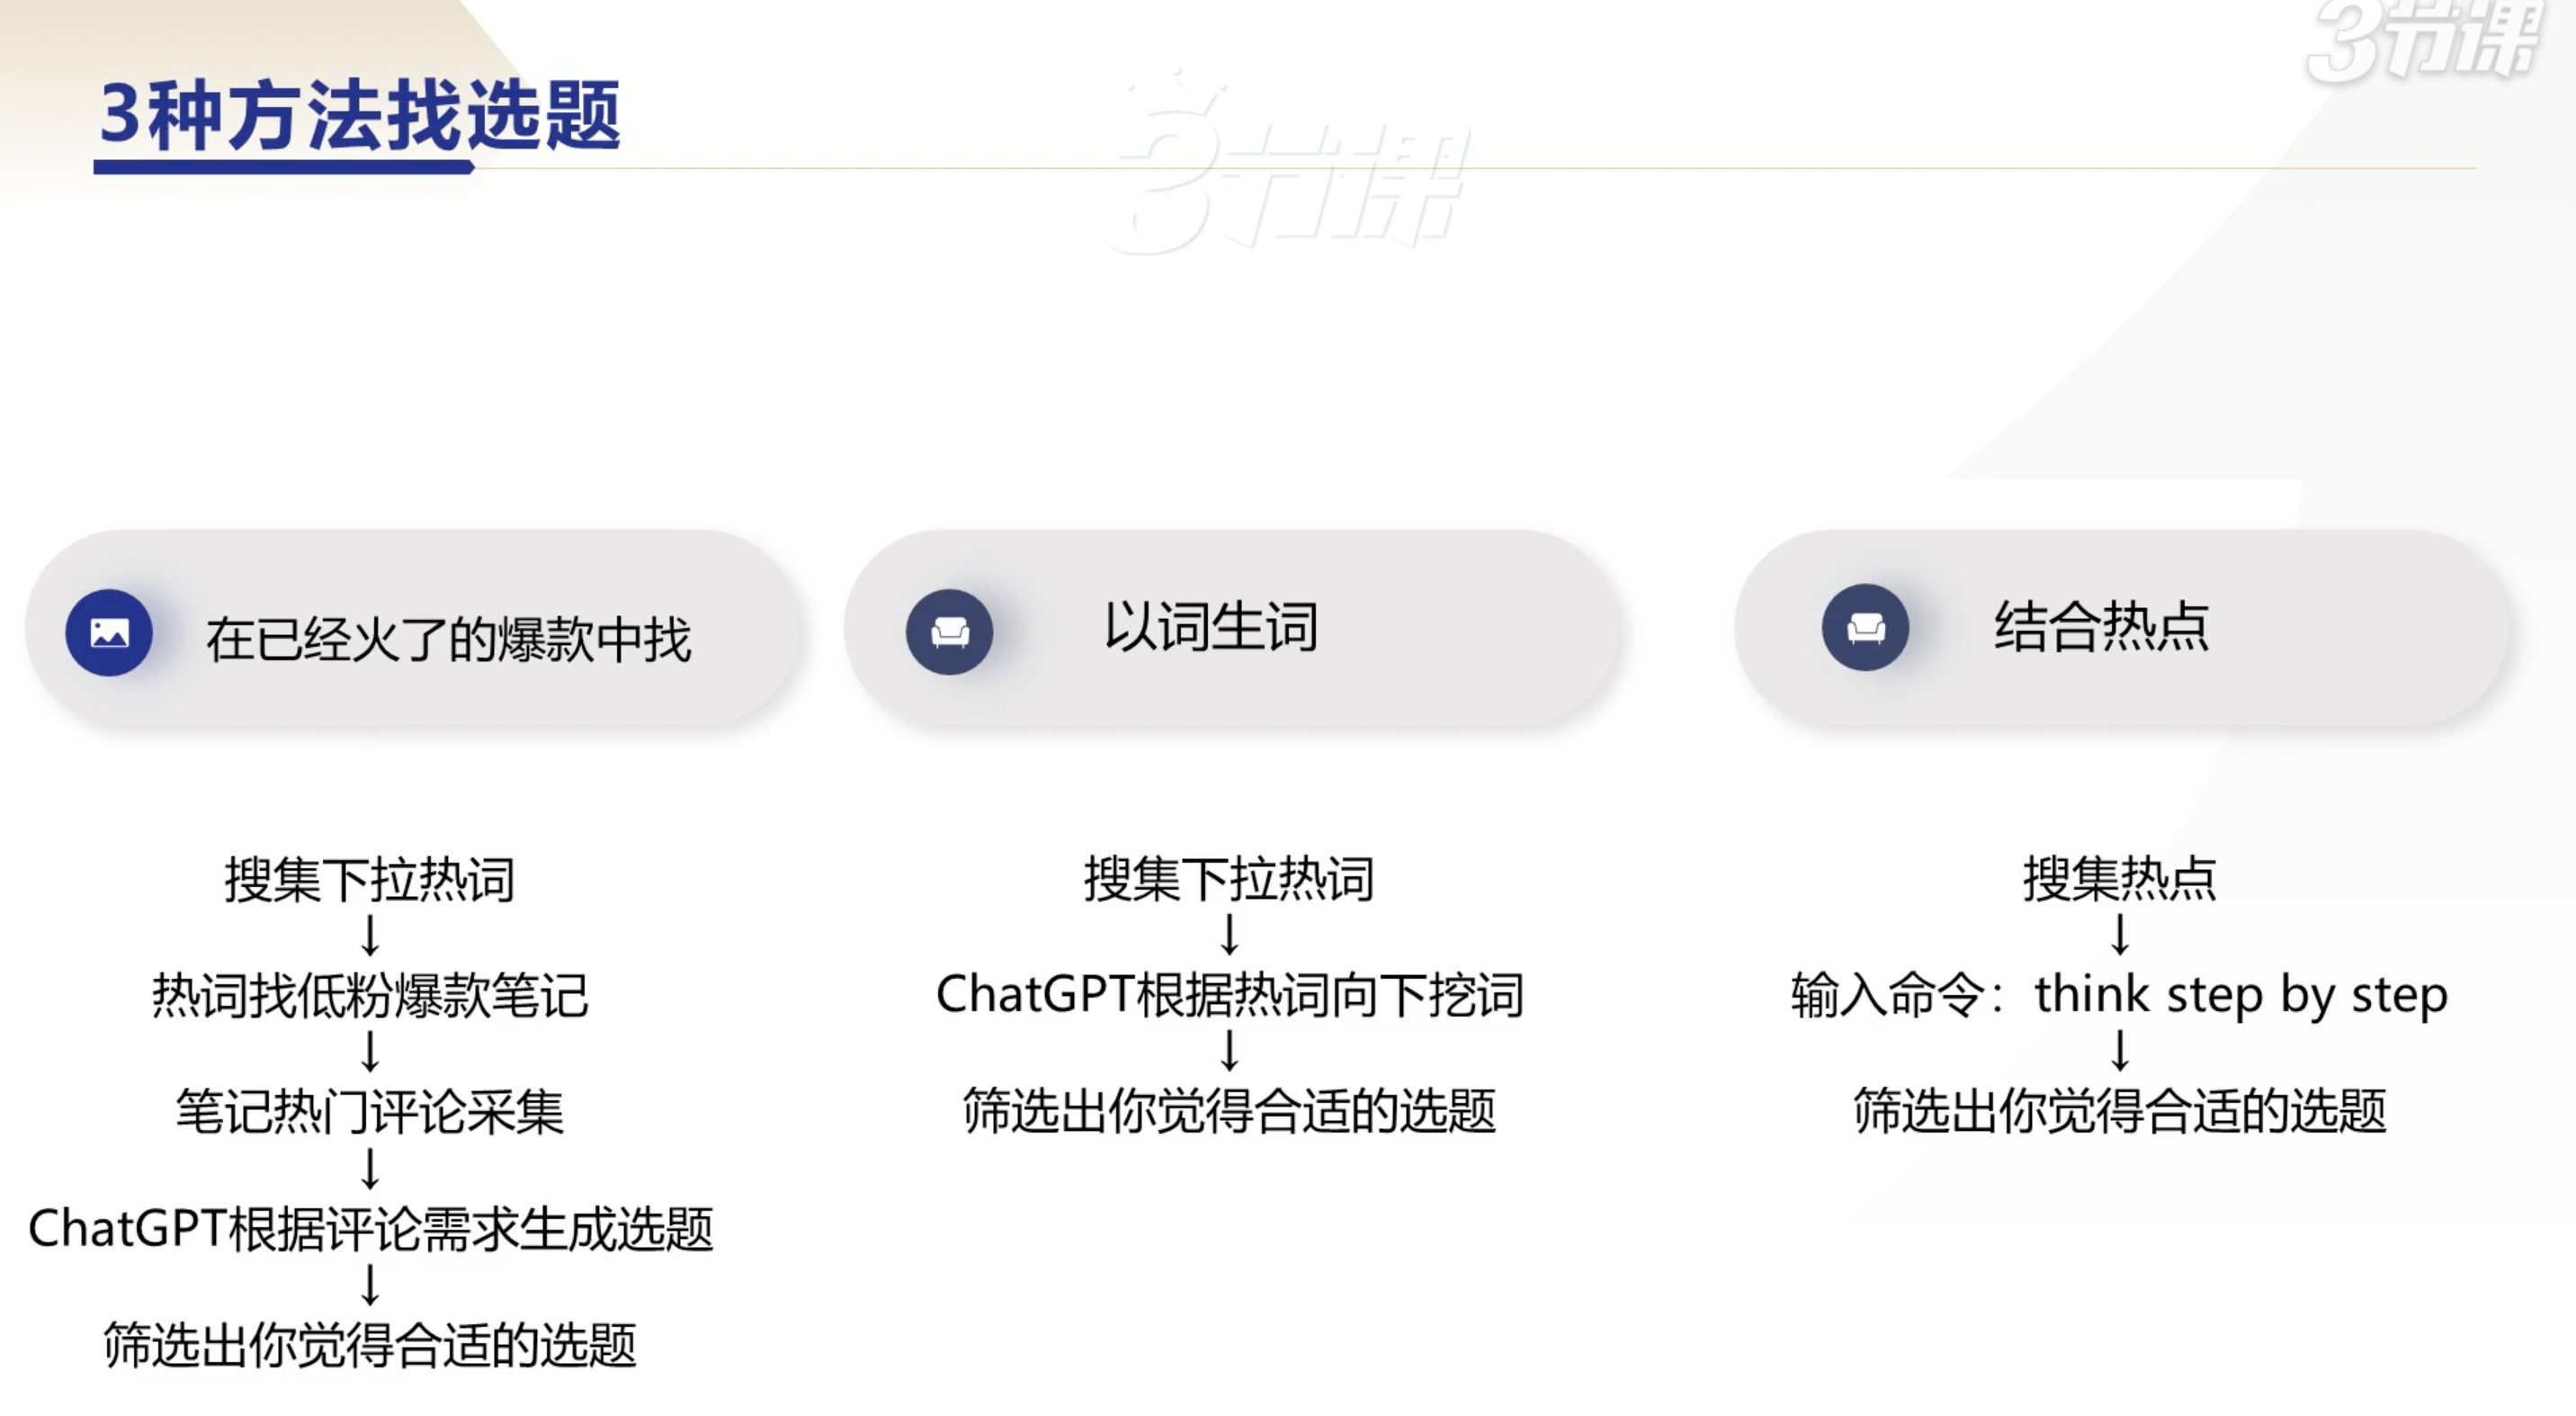 3节课
3种方法找选题
3节课
在已经火了的爆款中找
搜集下拉热词
↓
热词找低粉爆款笔记
↓
笔记热门评论采集
↓
ChatGPT根据评论需求生成选题
↓
筛选出你觉得合适的选题
以词生词
搜集下拉热词
↓
ChatGPT根据热词向下挖词
↓
筛选出你觉得合适的选题
结合热点
搜集热点
↓
输入命令：think step by step
↓
筛选出你觉得合适的选题